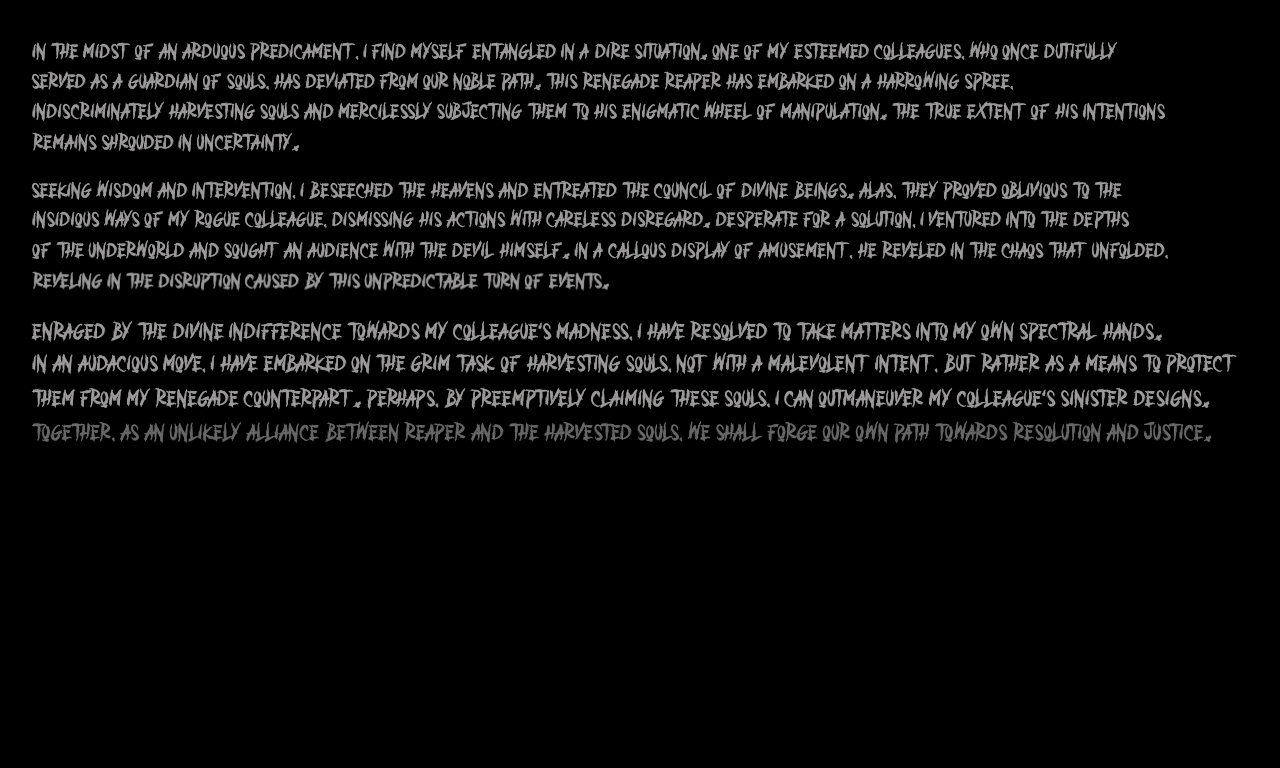 IN THE MIDST OF AN ARDUOUS PREDICAMENT, I FIND MYSELF ENTANGLED IN A DIRE SITUATION. ONE OF MY ESTEEMED COLLEAGUES, WHO ONCE DUTIFULLY
SERVED AS A GUARDIAN OF SOULS, HAS DEVIATED FROM OUR NOBLE PATH. THIS RENEGADE REAPER HAS EMBARKED ON A HARROWING SPREE,
INDISCRIMINATELY HARVESTING SOULS AND MERCILESSLY SUBJECTING THEM TO HIS ENIGMATIC WHEEL OF MANIPULATION. THE TRUE EXTENT OF HIS INTENTIONS
REMAINS SHROUDED IN UNCERTAINTY.
SEEKING WISDOM AND INTERVENTION, I BESEECHED THE HEAVENS AND ENTREATED THE COUNCIL OF DIVINE BEINGS. ALAS, THEY PROVED OBLIVIOUS TO THE
INSIDIOUS WAYS OF MY ROGUE COLLEAGUE, DISMISSING HIS ACTIONS WITH CARELESS DISREGARD. DESPERATE FOR A SOLUTION, I VENTURED INTO THE DEPTHS
OF THE UNDERWORLD AND SOUGHT AN AUDIENCE WITH THE DEVIL HIMSELF. IN A CALLOUS DISPLAY OF AMUSEMENT, HE REVELED IN THE CHAOS THAT UNFOLDED,
REVELING IN THE DISRUPTION CAUSED BY THIS UNPREDICTABLE TURN OF EVENTS.
ENRAGED BY THE DIVINE INDIFFERENCE TOWARDS MY COLLEAGUE'S MADNESS, I HAVE RESOLVED TO TAKE MATTERS INTO MY OWN SPECTRAL HANDS.
IN AN AUDACIOUS MOVE, I HAVE EMBARKED ON THE GRIM TASK OF HARVESTING SOULS, NOT WITH A MALEVOLENT INTENT, BUT RATHER AS A MEANS TO PROTECT
THEM FROM MY RENEGADE COUNTERPART. PERHAPS, BY PREEMPTIVELY CLAIMING THESE SOULS, I CAN OUTMANEUVER MY COLLEAGUE'S SINISTER DESIGNS.
TOGETHER, AS AN UNLIKELY ALLIANCE BETWEEN REAPER AND THE HARVESTED SOULS, WE SHALL FORGE OUR OWN PATH TOWARDS RESOLUTION AND JUSTICE.